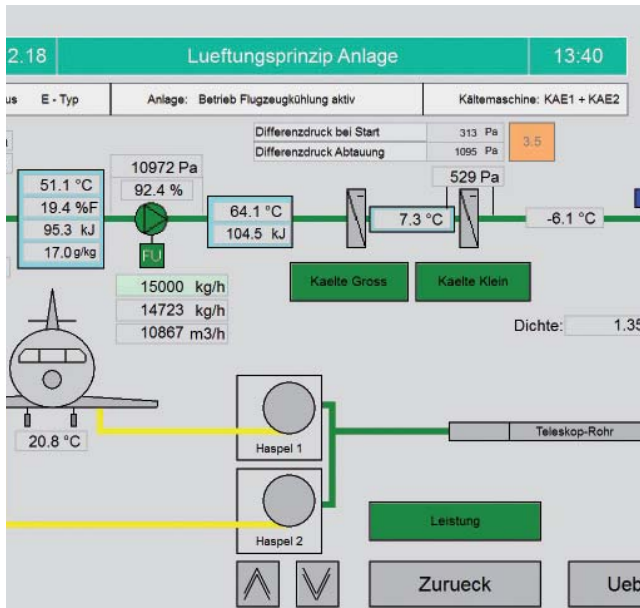 2.18 Lueftungsprinzip Anlage 13:40
us E - Typ Anlage: Betrieb Flugzeugkühlung aktiv Kältemaschine: KAE1 + KAE2
Differenzdruck bei Start 313 Pa
Differenzdruck Abtauung 1095 Pa
3.5
10972 Pa
92.4 %
529 Pa
51.1 °C
19.4 %F
95.3 kJ
17.0 g/kg
FU
64.1 °C
104.5 kJ
7.3 °C
-6.1 °C
15000 kg/h
14723 kg/h
10867 m3/h
Kaelte Gross
Kaelte Klein
Dichte: 1.35
20.8 °C
Haspel 1
Teleskop-Rohr
Haspel 2
Leistung
Zurueck
Ueb